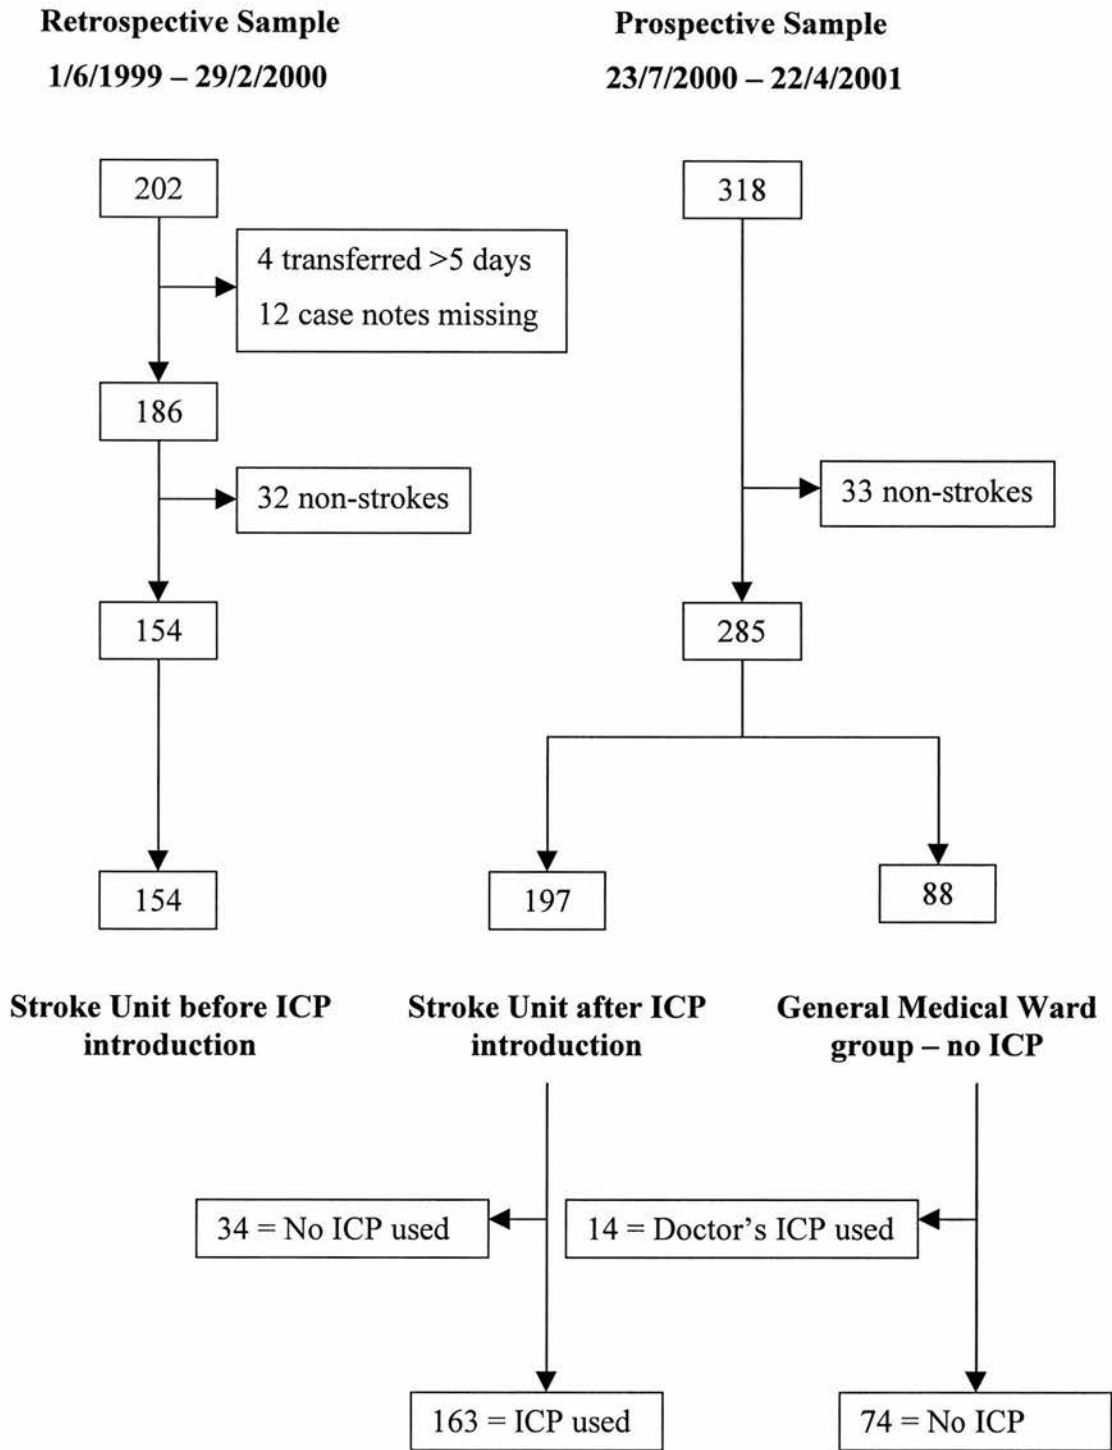 Retrospective Sample
1/6/1999 – 29/2/2000
Prospective Sample
23/7/2000 – 22/4/2001
202
318
4 transferred >5 days
12 case notes missing
186
32 non-strokes
33 non-strokes
154
285
154
197
88
Stroke Unit before ICP
introduction
Stroke Unit after ICP
introduction
General Medical Ward
group – no ICP
34 = No ICP used
14 = Doctor's ICP used
163 = ICP used
74 = No ICP